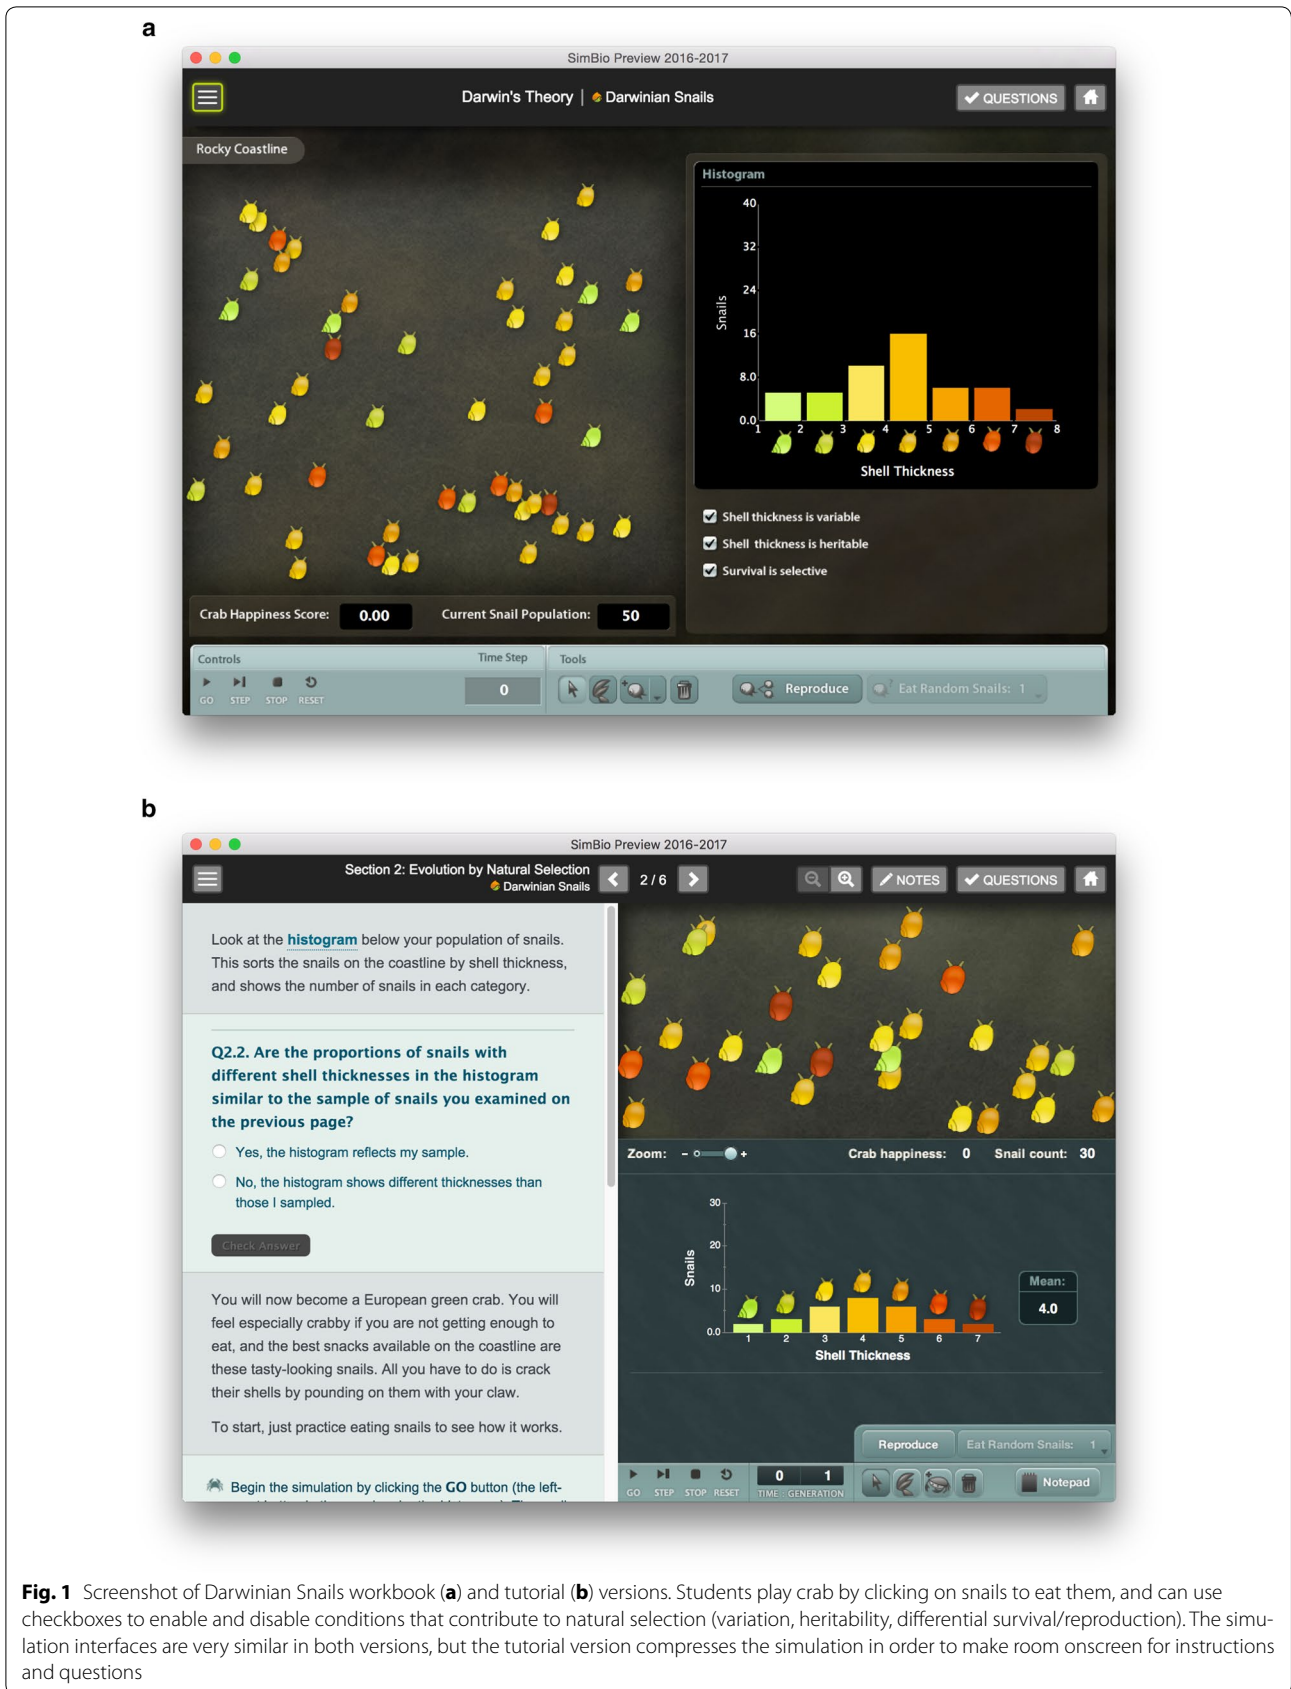 a
SimBio Preview 2016-2017
Darwin's Theory | Darwinian Snails
QUESTIONS
Rocky Coastline
Histogram
40
32
24
16
8.0
0.0
Snails
1 2 3 4 5 6 7 8
Shell Thickness
Shell thickness is variable
Shell thickness is heritable
Survival is selective
Crab Happiness Score: 0.00 Current Snail Population: 50
Controls Time Step Tools
GO STEP STOP RESET 0 Reproduce Eat Random Snails: 1
b
SimBio Preview 2016-2017
Section 2: Evolution by Natural Selection
Darwinian Snails
2 / 6
NOTES QUESTIONS
Look at the histogram below your population of snails.
This sorts the snails on the coastline by shell thickness,
and shows the number of snails in each category.
Q2.2. Are the proportions of snails with
different shell thicknesses in the histogram
similar to the sample of snails you examined on
the previous page?
Yes, the histogram reflects my sample.
No, the histogram shows different thicknesses than
those I sampled.
Check Answer
You will now become a European green crab. You will
feel especially crabby if you are not getting enough to
eat, and the best snacks available on the coastline are
these tasty-looking snails. All you have to do is crack
their shells by pounding on them with your claw.
To start, just practice eating snails to see how it works.
Begin the simulation by clicking the GO button (the left-
Zoom: - + Crab happiness: 0 Snail count: 30
30
20
10
0.0
Snails
1 2 3 4 5 6 7
Shell Thickness
Mean:
4.0
Reproduce Eat Random Snails: 1
GO STEP STOP RESET 0 1 TIME : GENERATION Notepad
Fig. 1 Screenshot of Darwinian Snails workbook (a) and tutorial (b) versions. Students play crab by clicking on snails to eat them, and can use
checkboxes to enable and disable conditions that contribute to natural selection (variation, heritability, differential survival/reproduction). The simu-
lation interfaces are very similar in both versions, but the tutorial version compresses the simulation in order to make room onscreen for instructions
and questions